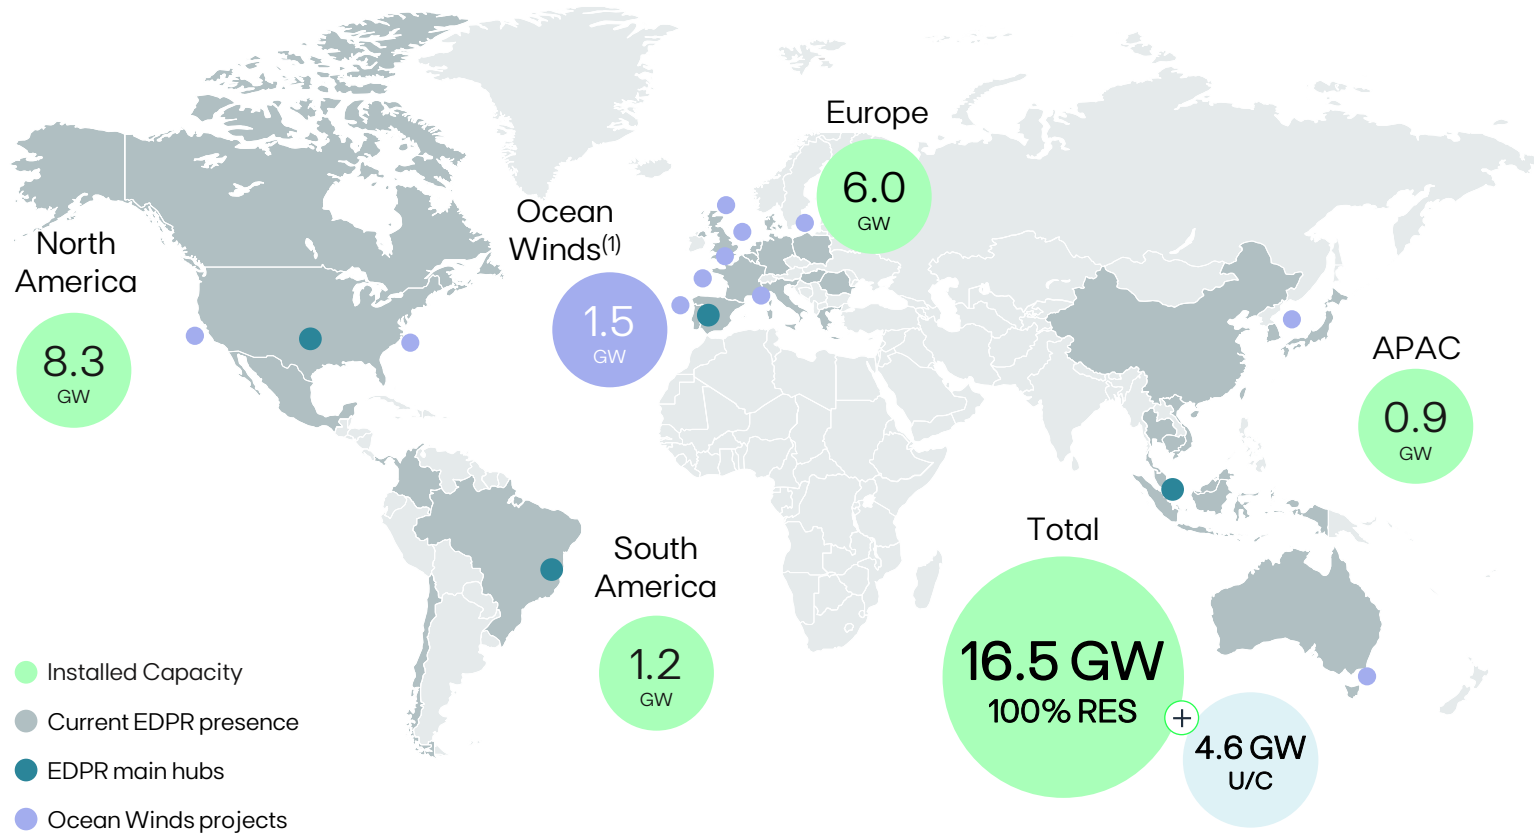 Europe
6.0
GW
Ocean
Winds(1)
1.5
GW
North
America
8.3
GW
APAC
0.9
GW
South
America
1.2
GW
Total
16.5 GW
100% RES
+
4.6 GW
U/C
Installed Capacity
Current EDPR presence
EDPR main hubs
Ocean Winds projects